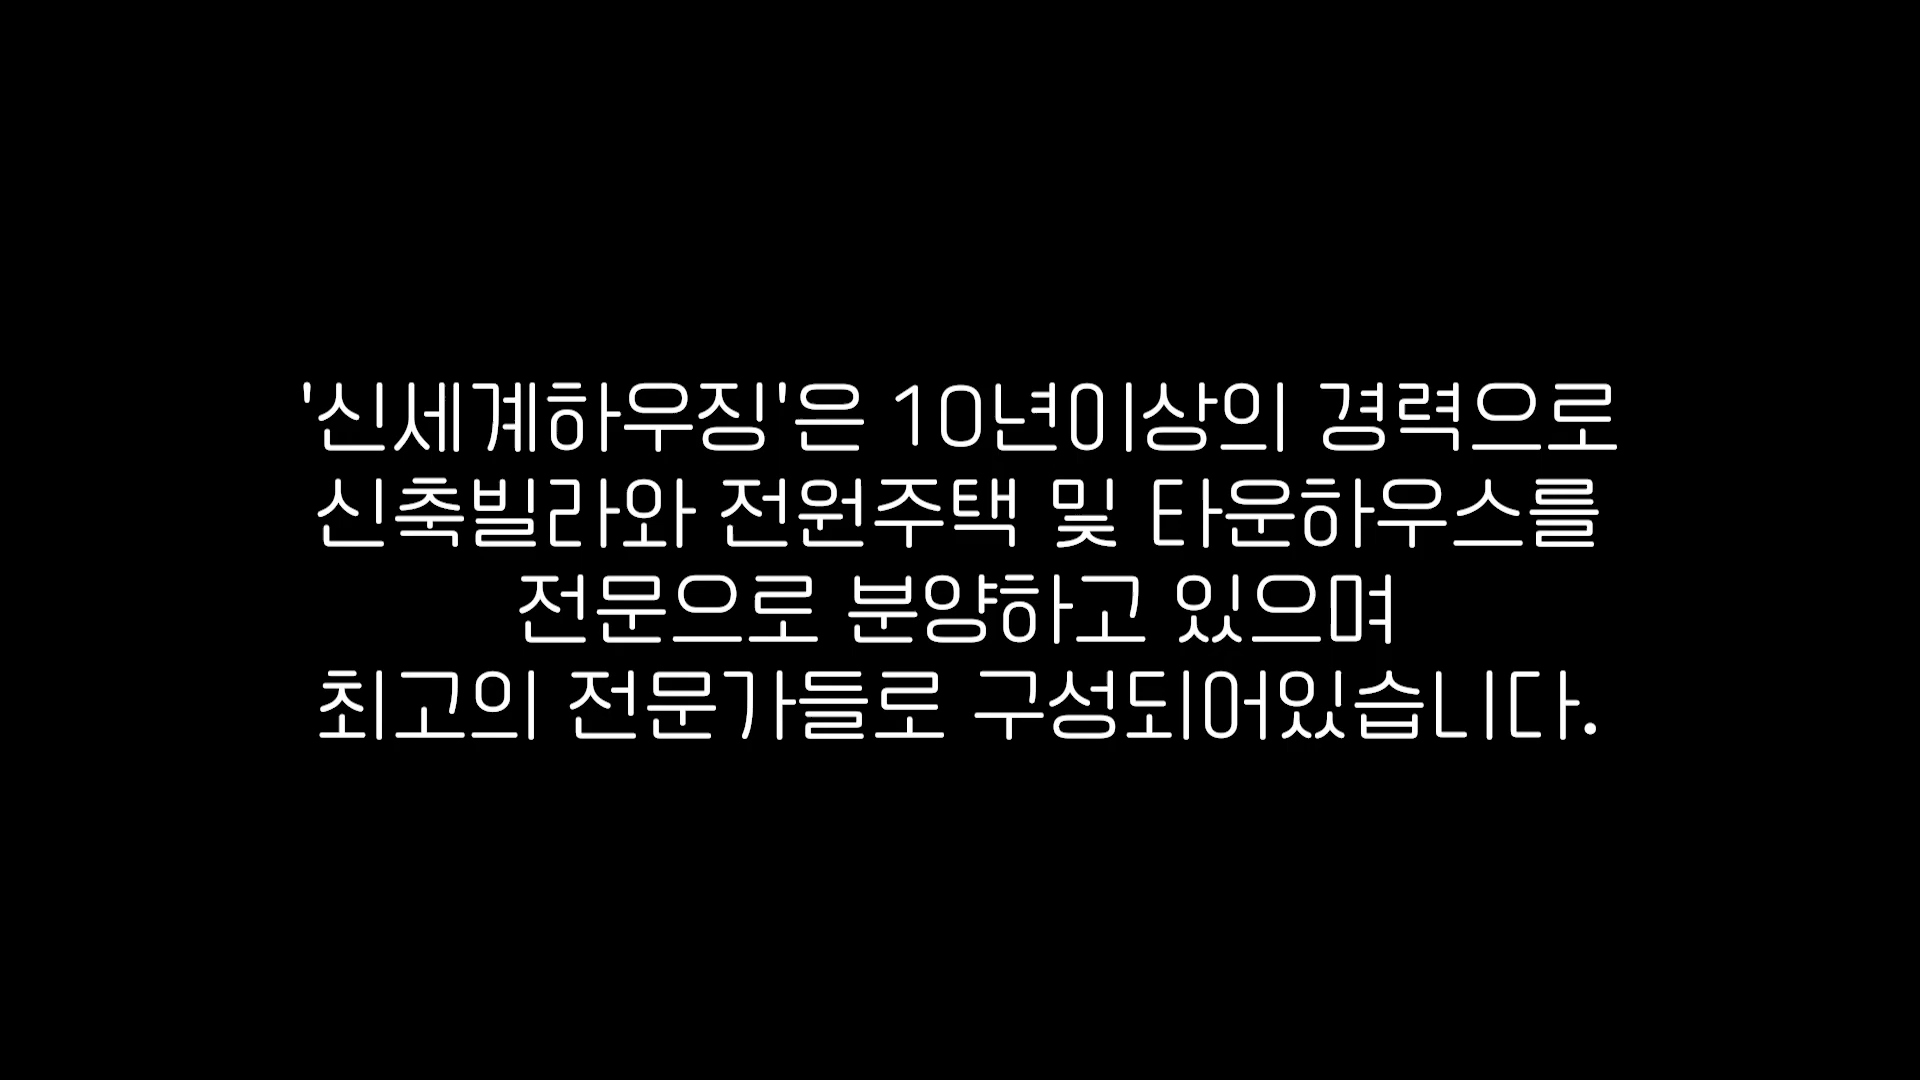 '신세계하우징'은 10년이상의 경력으로
신축빌라와 전원주택 및 타운하우스를
전문으로 분양하고 있으며
최고의 전문가들로 구성되어있습니다.